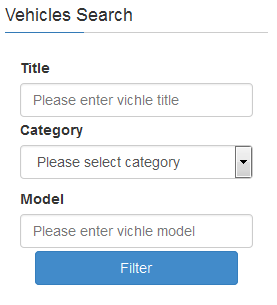 Vehicles Search
Title
Please enter vichle title
Category
Please select category
Model
Please enter vichle model
Filter